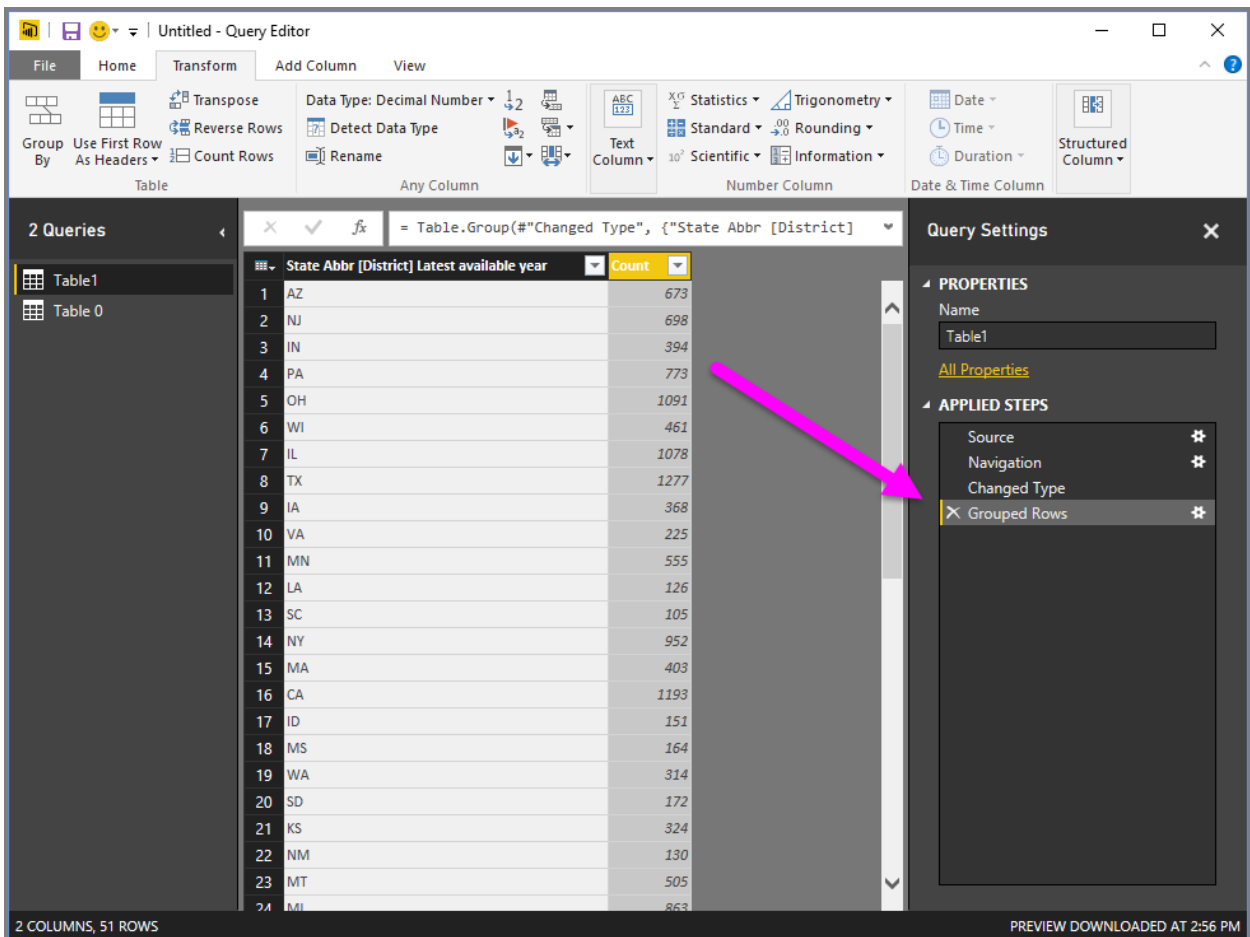 Untitled - Query Editor
File Home Transform Add Column View
Group By
Use First Row As Headers
Transpose
Reverse Rows
Count Rows
Table
Data Type: Decimal Number
Detect Data Type
Rename
Any Column
ABC 123
Text Column
Statistics
Standard
Scientific
Trigonometry
Rounding
Information
Number Column
Date
Time
Duration
Date & Time Column
Structured Column
2 Queries
Table1
Table 0
fx = Table.Group(#"Changed Type", {"State Abbr [District]
State Abbr [District] Latest available year Count
1 AZ 673
2 NJ 698
3 IN 394
4 PA 773
5 OH 1091
6 WI 461
7 IL 1078
8 TX 1277
9 IA 368
10 VA 225
11 MN 555
12 LA 126
13 SC 105
14 NY 952
15 MA 403
16 CA 1193
17 ID 151
18 MS 164
19 WA 314
20 SD 172
21 KS 324
22 NM 130
23 MT 505
24 MI 863
Query Settings
PROPERTIES
Name
Table1
All Properties
APPLIED STEPS
Source
Navigation
Changed Type
Grouped Rows
2 COLUMNS, 51 ROWS
PREVIEW DOWNLOADED AT 2:56 PM